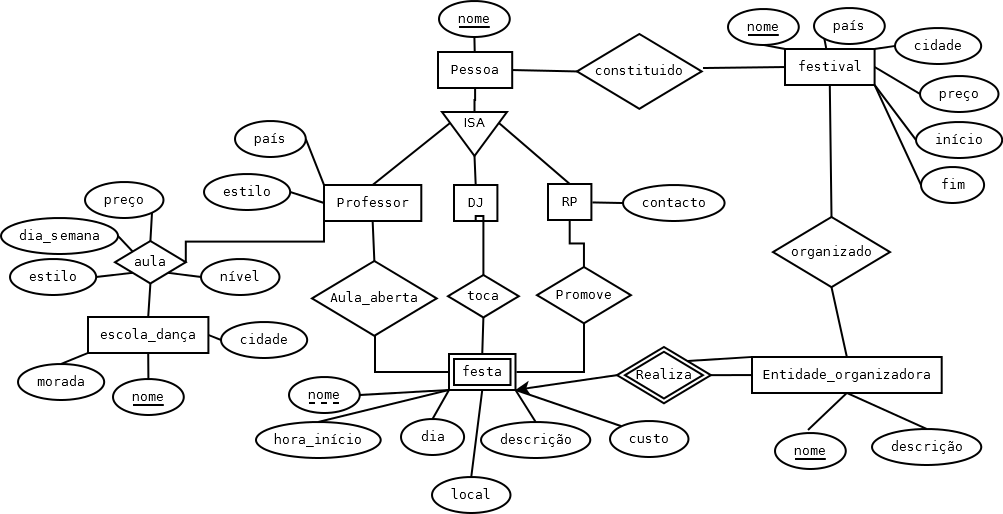 nome
nome
país
Pessoa
constituido
festival
cidade
preço
ISA
país
início
estilo
Professor
DJ
RP
contacto
fim
preço
dia_semana
aula
estilo
nível
organizado
Aula_aberta
toca
Promove
escola_dança
cidade
morada
nome
festa
Realiza
Entidade_organizadora
nome
hora_início
dia
descrição
custo
nome
descrição
local